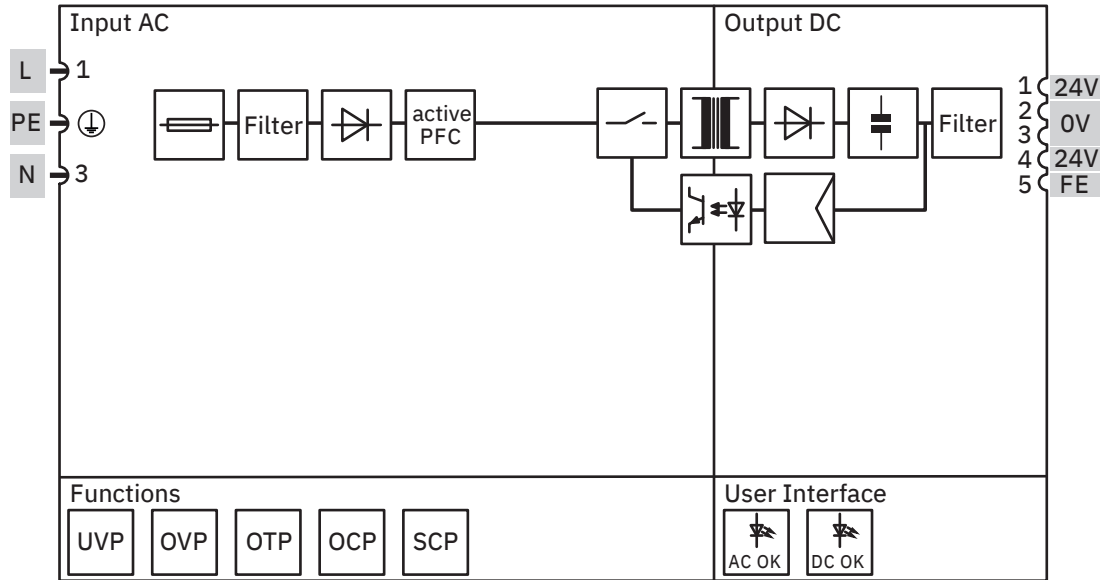 Input AC
Output DC
L
1
PE
N
3
Filter
active
PFC
Filter
1
24V
2
0V
3
4
24V
5
FE
Functions
UVP
OVP
OTP
OCP
SCP
User Interface
AC OK
DC OK